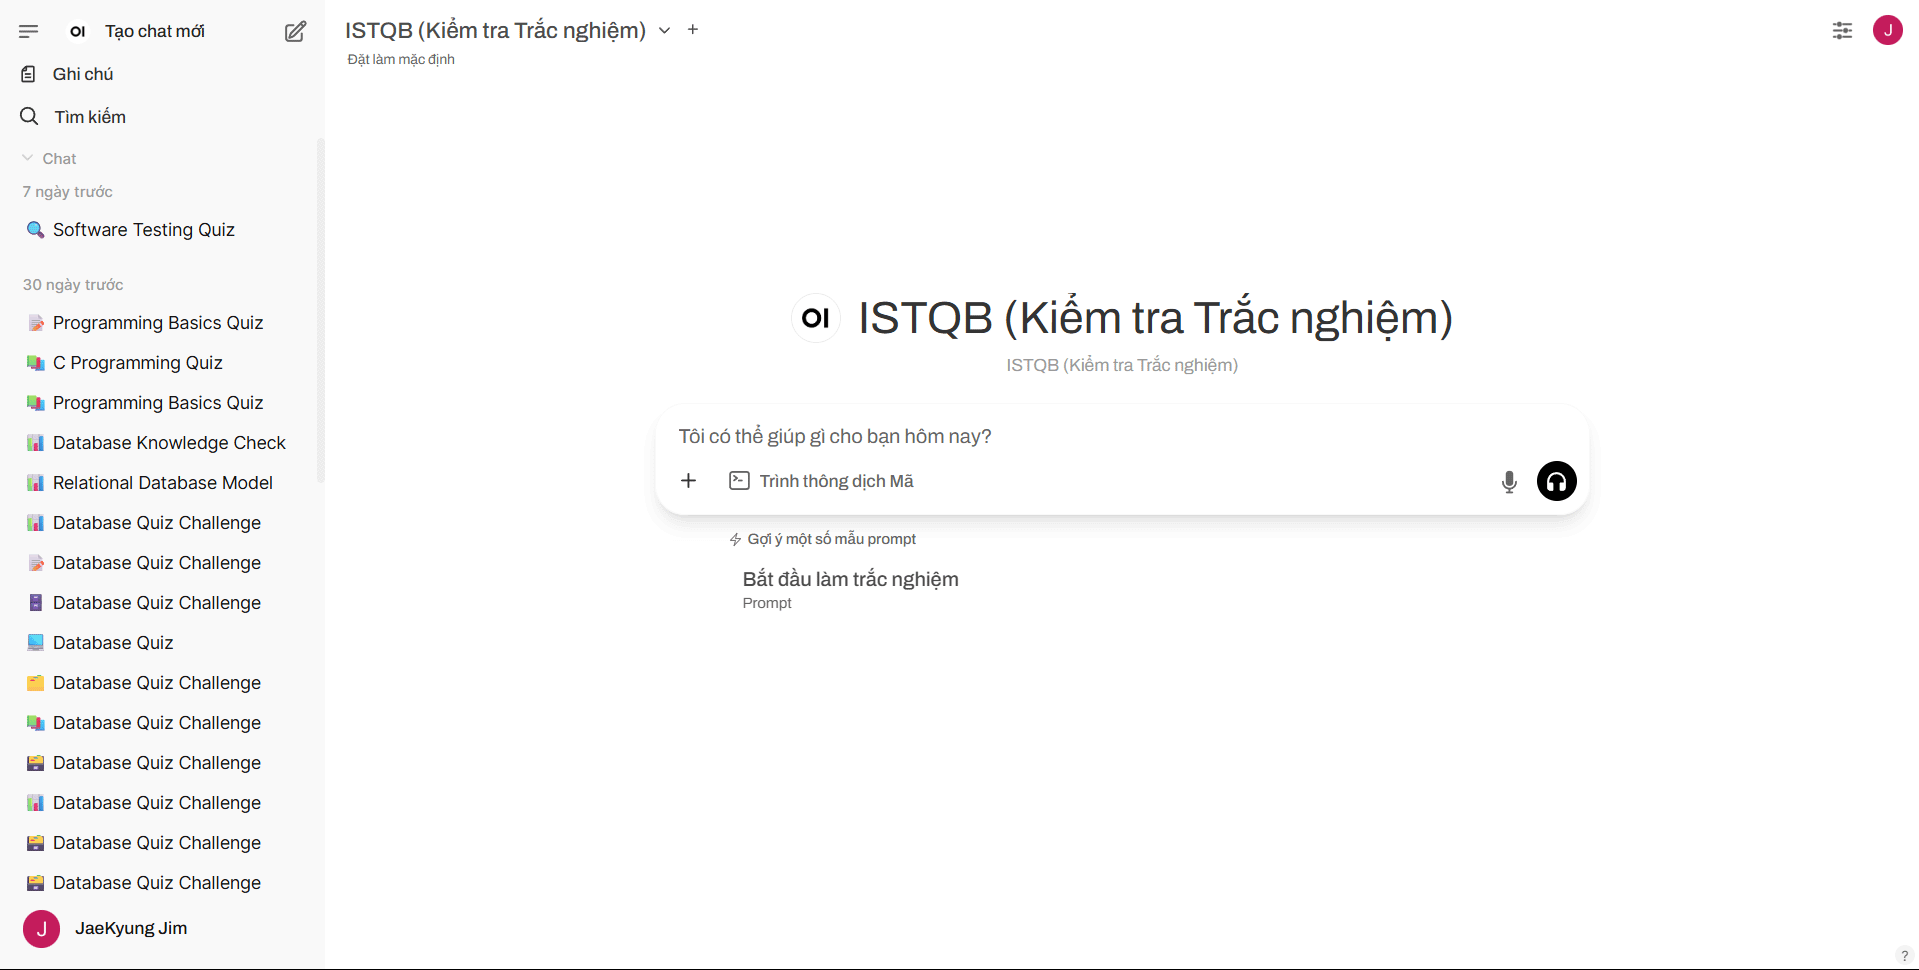 OI Tạo chat mới
Ghi chú
Tìm kiếm
Chat
7 ngày trước
Software Testing Quiz
30 ngày trước
Programming Basics Quiz
C Programming Quiz
Programming Basics Quiz
Database Knowledge Check
Relational Database Model
Database Quiz Challenge
Database Quiz Challenge
Database Quiz Challenge
Database Quiz
Database Quiz Challenge
Database Quiz Challenge
Database Quiz Challenge
Database Quiz Challenge
Database Quiz Challenge
Database Quiz Challenge
J JaeKyung Jim
ISTQB (Kiểm tra Trắc nghiệm)
Đặt làm mặc định
J
OI ISTQB (Kiểm tra Trắc nghiệm)
ISTQB (Kiểm tra Trắc nghiệm)
Tôi có thể giúp gì cho bạn hôm nay?
Trình thông dịch Mã
Gợi ý một số mẫu prompt
Bắt đầu làm trắc nghiệm
Prompt
?